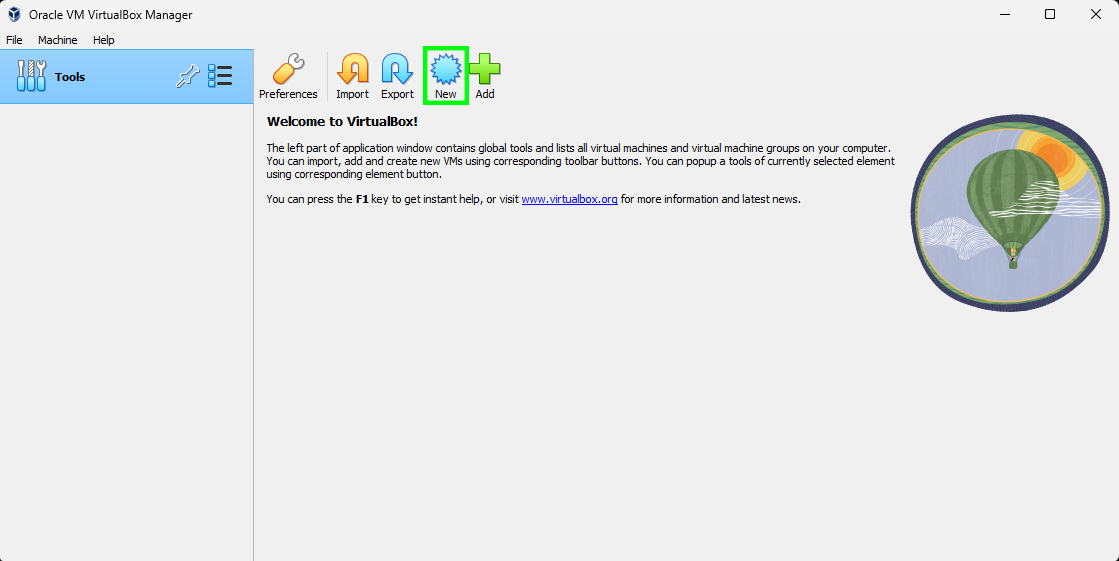 Oracle VM VirtualBox Manager
File Machine Help
Tools
Preferences Import Export New Add
Welcome to VirtualBox!
The left part of application window contains global tools and lists all virtual machines and virtual machine groups on your computer.
You can import, add and create new VMs using corresponding toolbar buttons. You can popup a tools of currently selected element
using corresponding element button.
You can press the F1 key to get instant help, or visit www.virtualbox.org for more information and latest news.